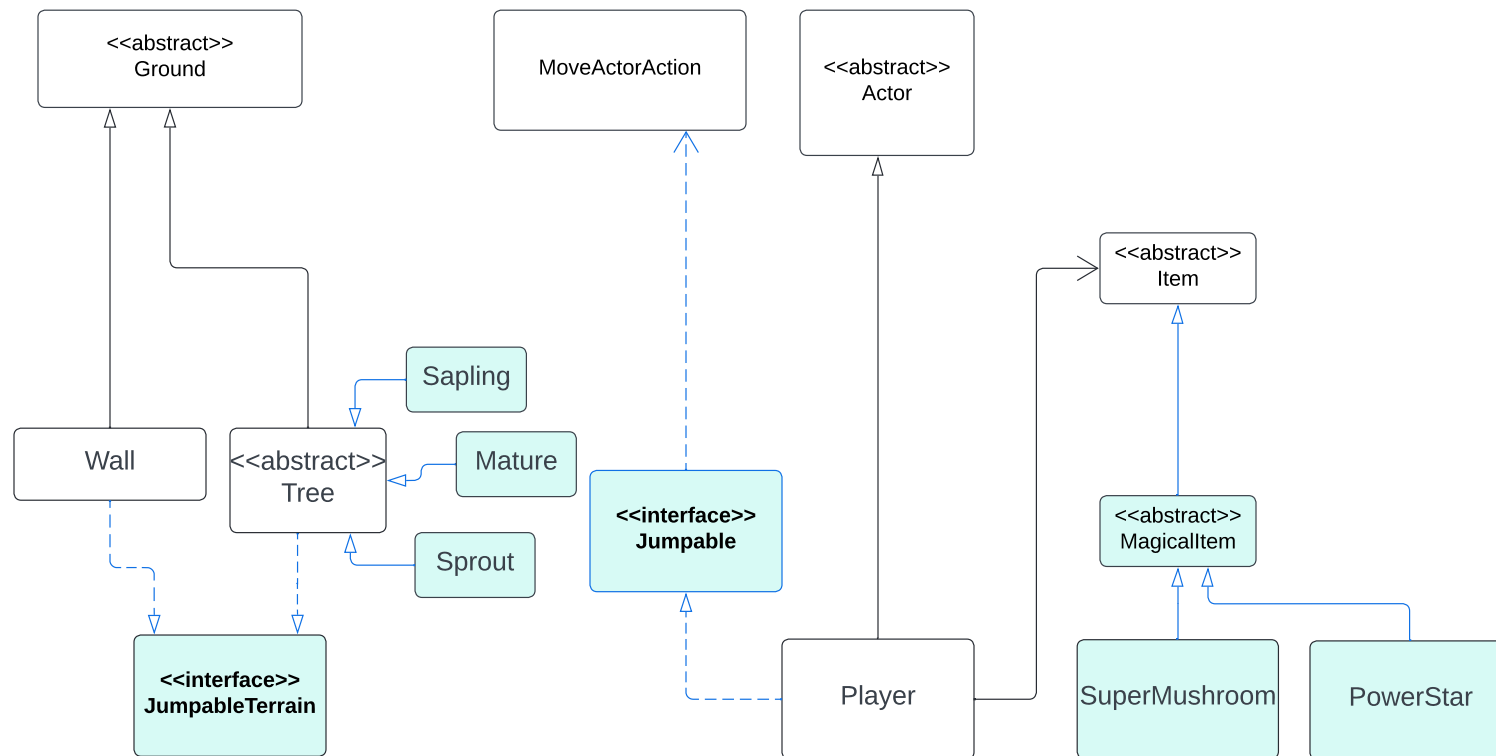 <<abstract>>
Ground
MoveActorAction
<<abstract>>
Actor
<<abstract>>
Item
Sapling
Wall
<<abstract>>
Tree
Mature
Sprout
<<interface>>
Jumpable
<<abstract>>
MagicalItem
<<interface>>
JumpableTerrain
Player
SuperMushroom
PowerStar